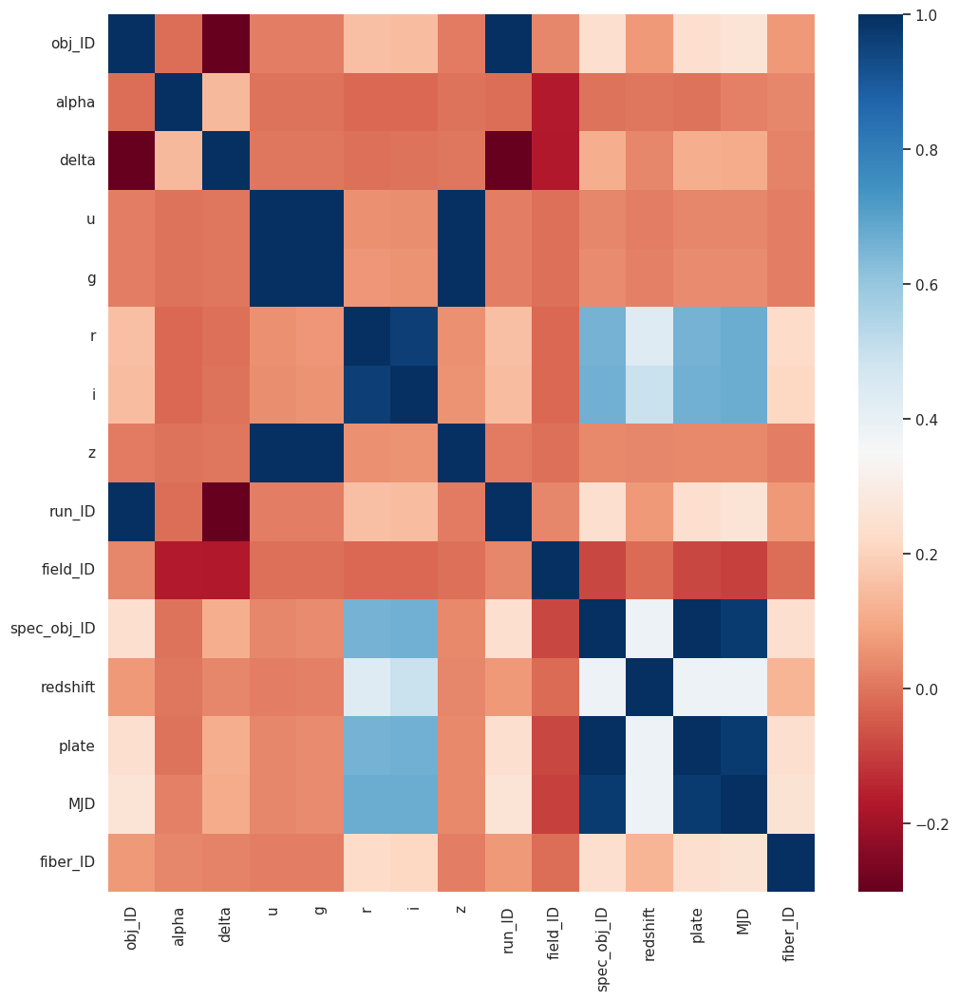 obj_ID
alpha
delta
u
g
r
i
z
run_ID
field_ID
spec_obj_ID
redshift
plate
MJD
fiber_ID
obj_ID
alpha
delta
u
g
r
i
z
run_ID
field_ID
spec_obj_ID
redshift
plate
MJD
fiber_ID
1.0
0.8
0.6
0.4
0.2
0.0
−0.2